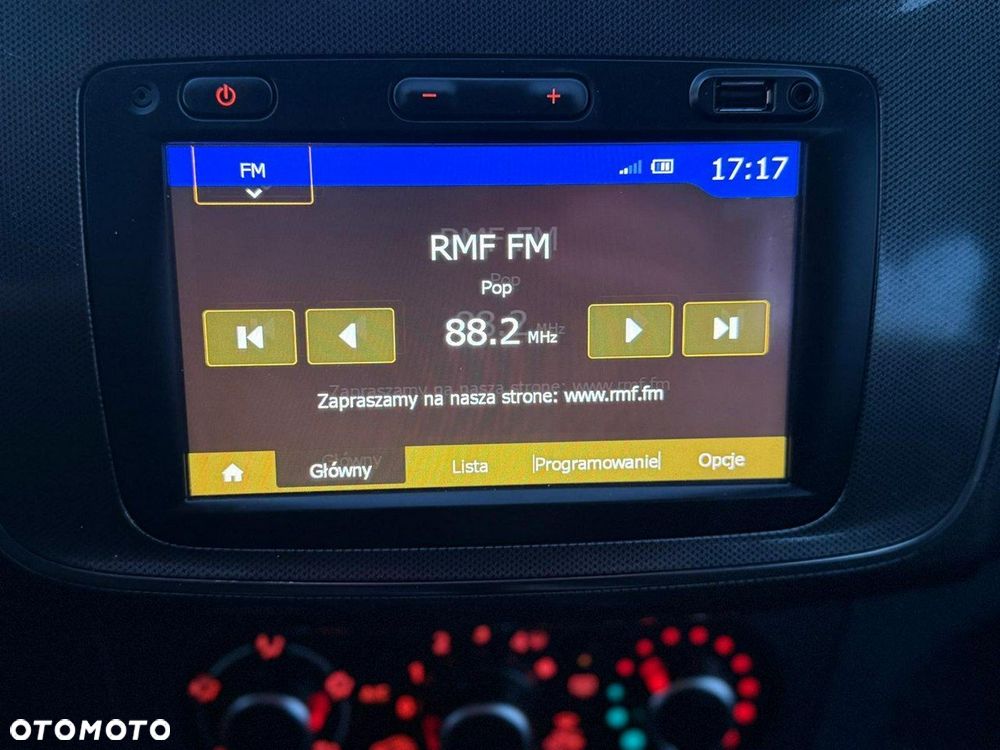 FM
17:17
RMF FM
Pop
88.2 MHz
Zapraszamy na nasza strone: www.rmf.fm
Główny
Lista
Programowanie
Opcje
OTOMOTO